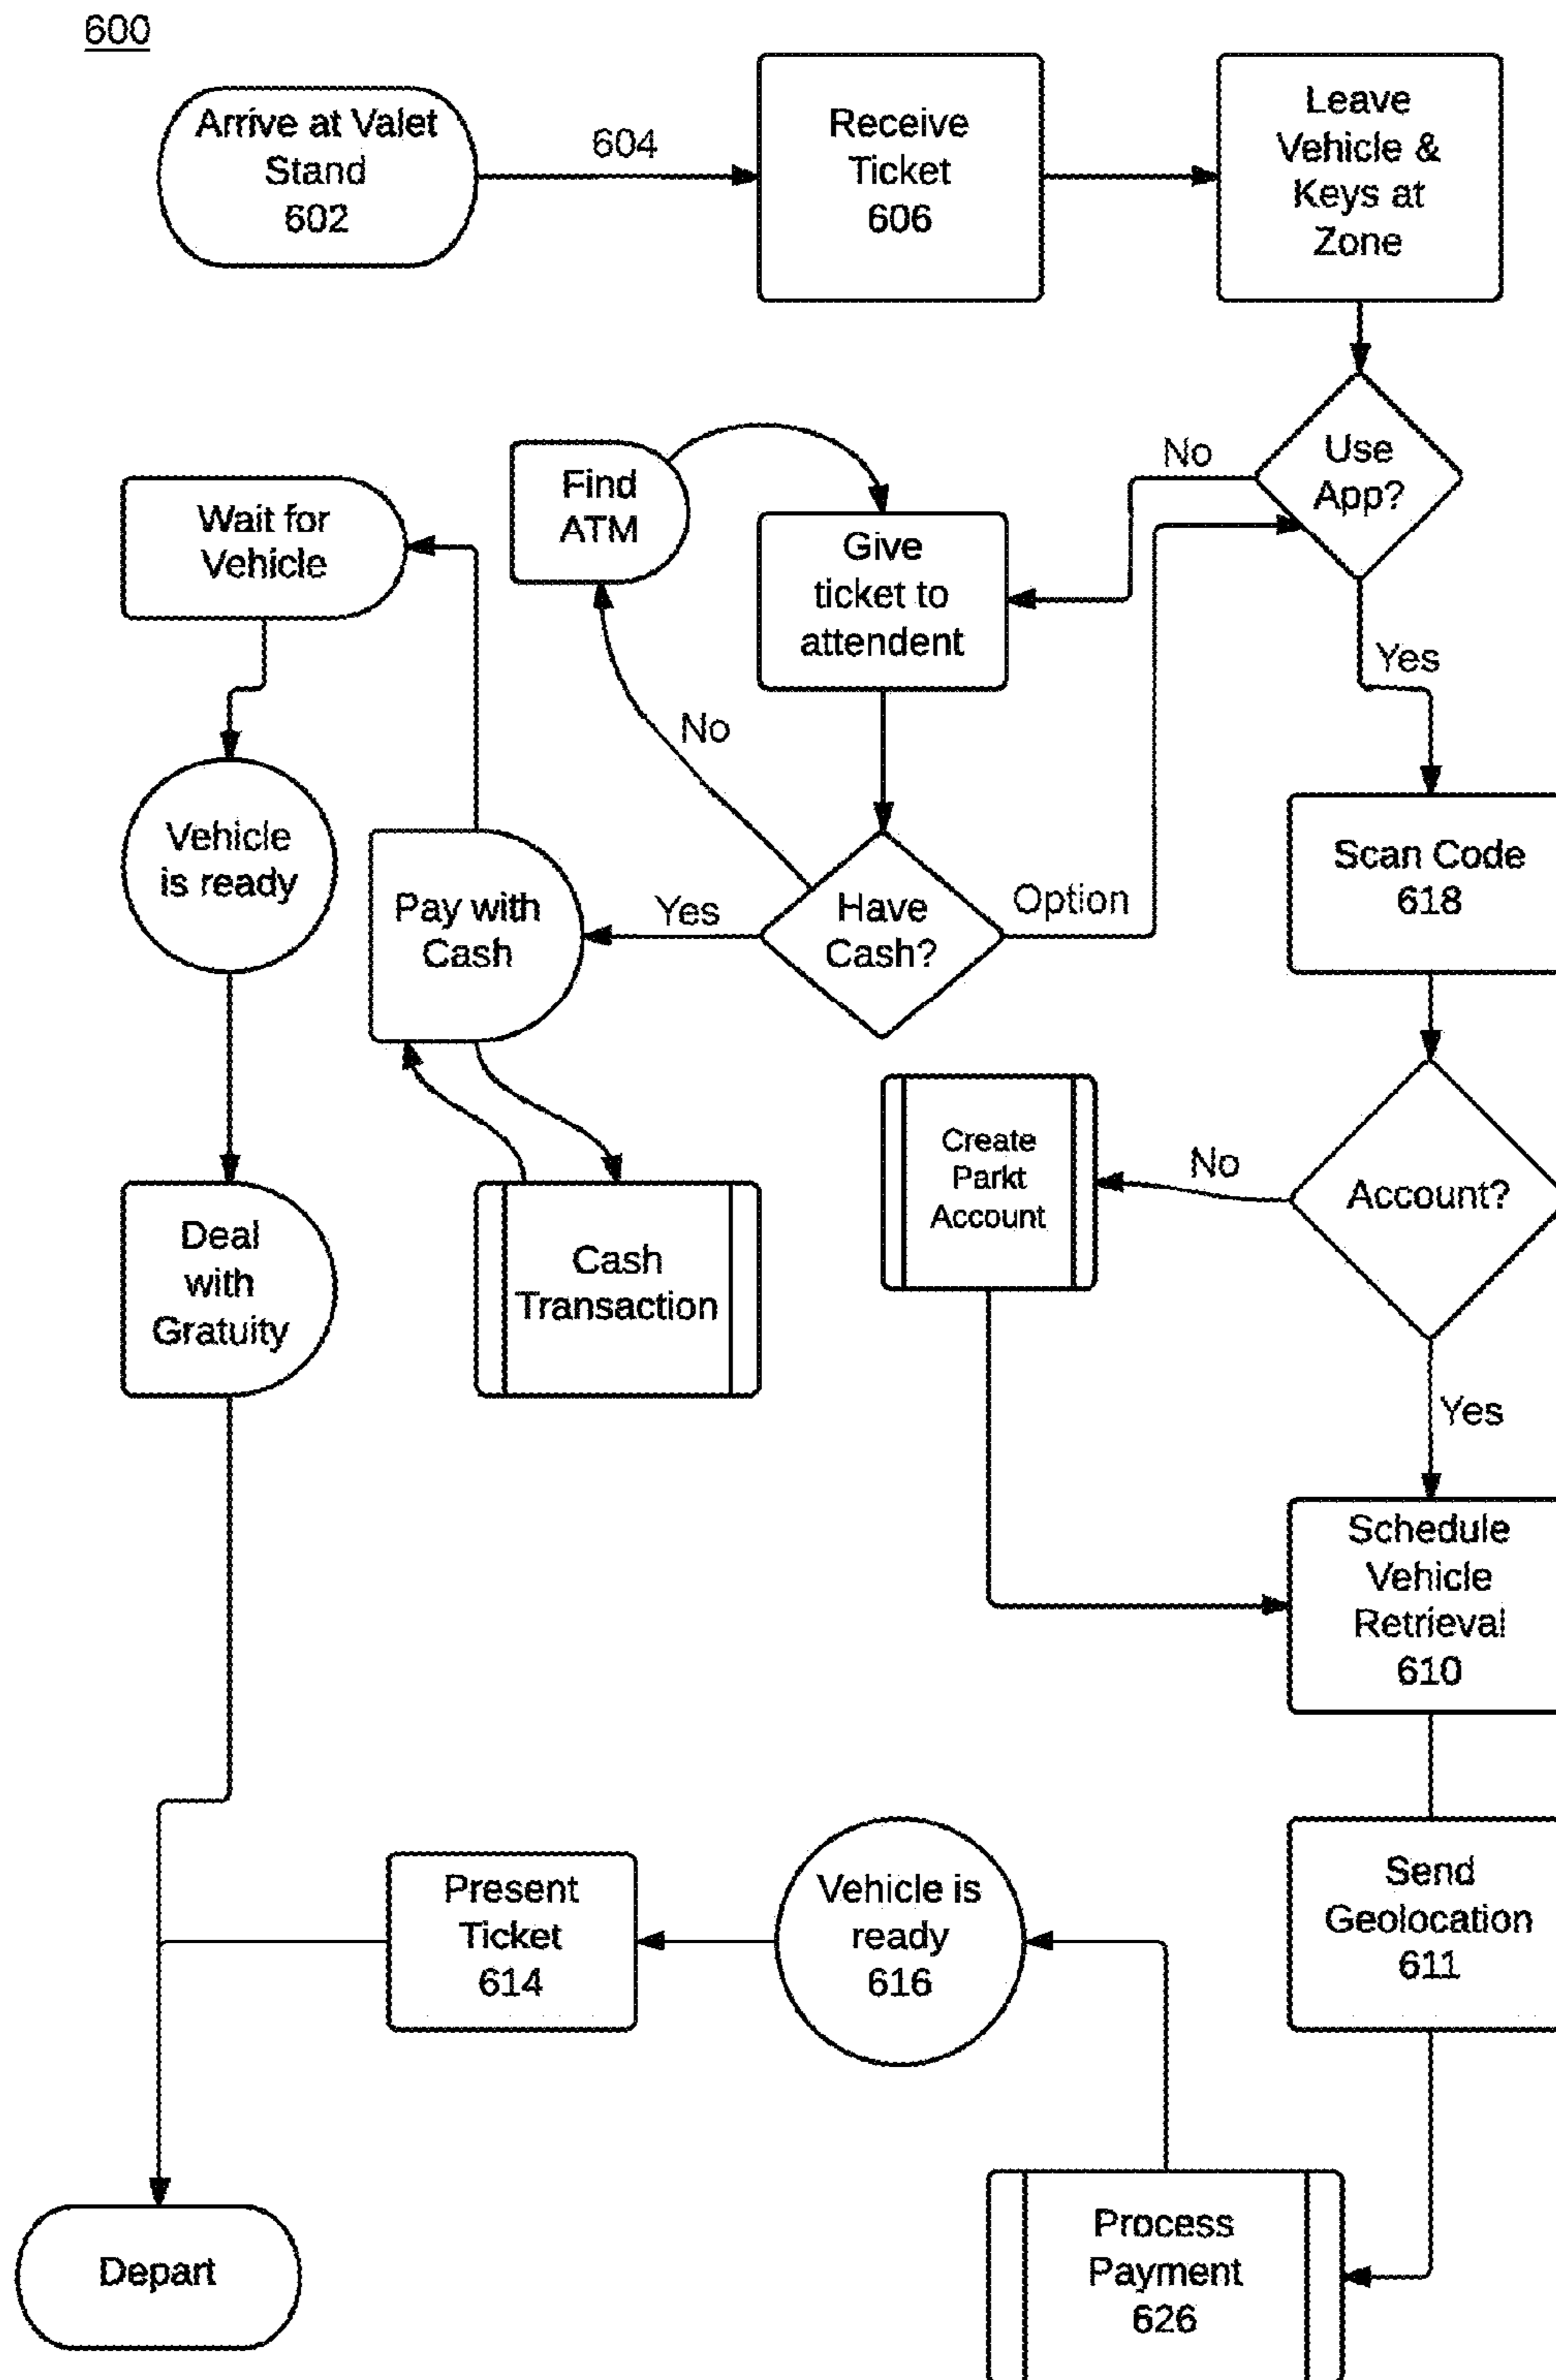 600
Arrive at Valet
Stand
602
604
Receive
Ticket
606
Leave
Vehicle &
Keys at
Zone
Use
App?
No
Yes
Find
ATM
Give
ticket to
attendent
Wait for
Vehicle
No
Vehicle
is ready
Pay with
Cash
Yes
Have
Cash?
Option
Scan Code
618
Create
Parkt
Account
No
Account?
Deal
with
Gratuity
Cash
Transaction
Yes
Schedule
Vehicle
Retrieval
610
Present
Ticket
614
Vehicle is
ready
616
Send
Geolocation
611
Depart
Process
Payment
626